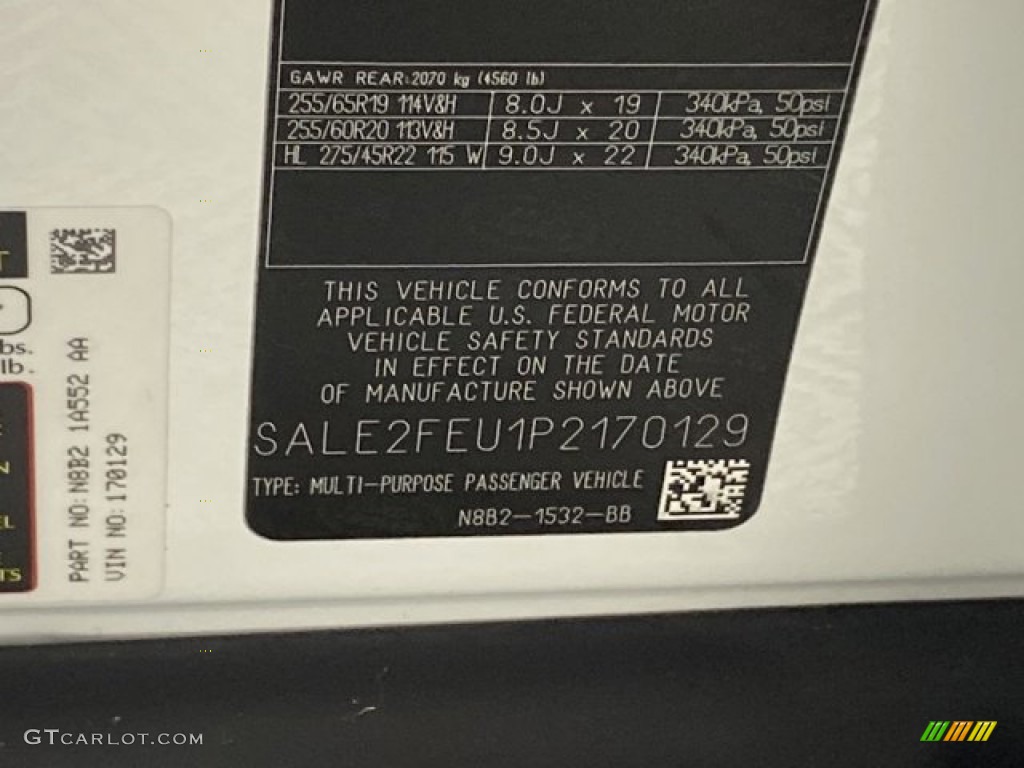 GAWR REAR:2070 kg (4560 lb)
255/65R19 114V&H 8.0J x 19 340kPa, 50psi
255/60R20 113V&H 8.5J x 20 340kPa, 50psi
HL 275/45R22 115 W 9.0J x 22 340kPa, 50psi
THIS VEHICLE CONFORMS TO ALL
APPLICABLE U.S. FEDERAL MOTOR
VEHICLE SAFETY STANDARDS
IN EFFECT ON THE DATE
OF MANUFACTURE SHOWN ABOVE
SALE2FEU1P2170129
TYPE: MULTI-PURPOSE PASSENGER VEHICLE
N8B2-1532-BB
lb.
PART NO: N8B2 1A552 AA
VIN NO: 170129
GTCARLOT.COM